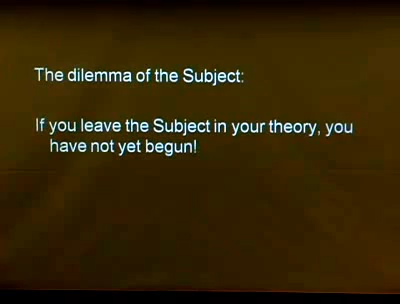 The dilemma of the Subject:
If you leave the Subject in your theory, you
have not yet begun!